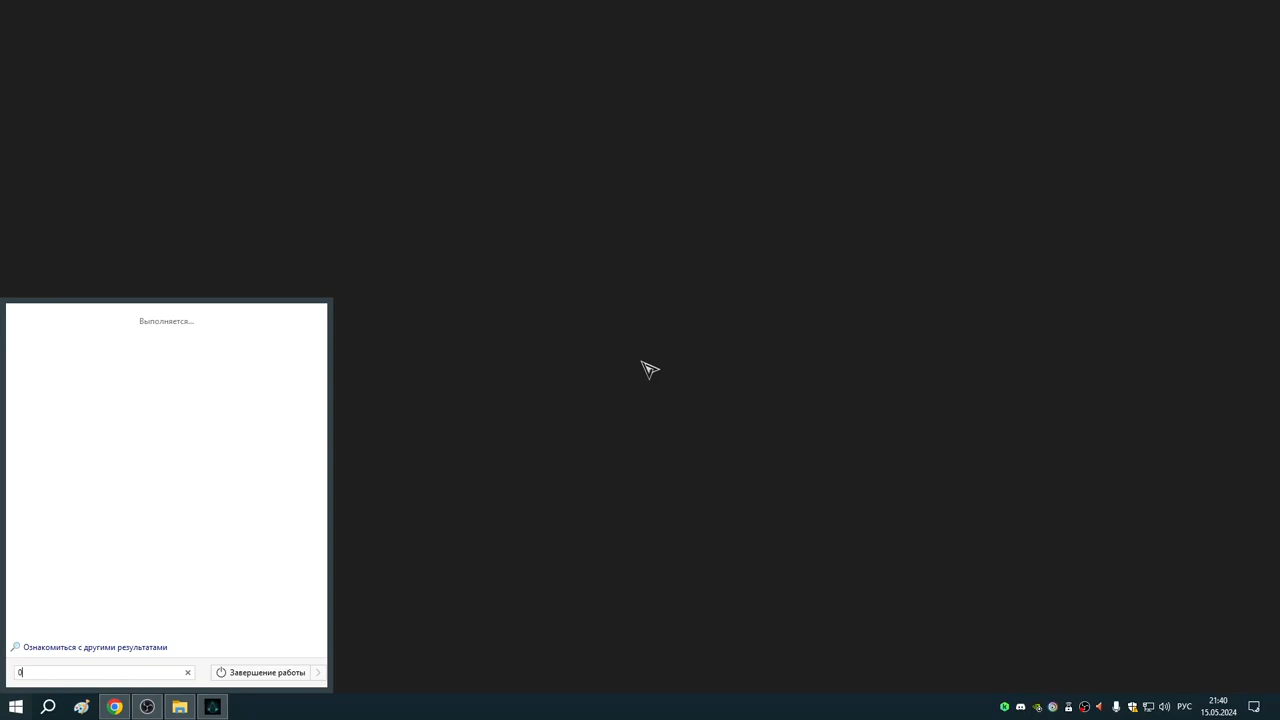 Выполняется...
Ознакомиться с другими результатами
0
Завершение работы
РУС
21:40
15.05.2024